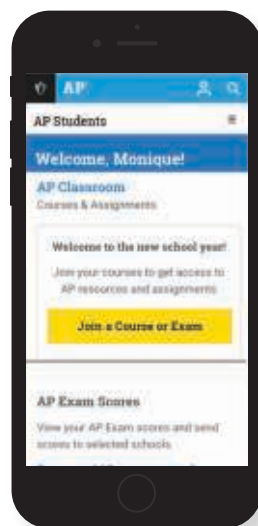 AP
AP Students
Welcome, Monique!
AP Classroom
Courses & Assignments
Welcome to the new school year!
Join your courses to get access to
AP resources and assignments
Join a Course or Exam
AP Exam Scores
View your AP Exam scores and send
scores to selected schools.